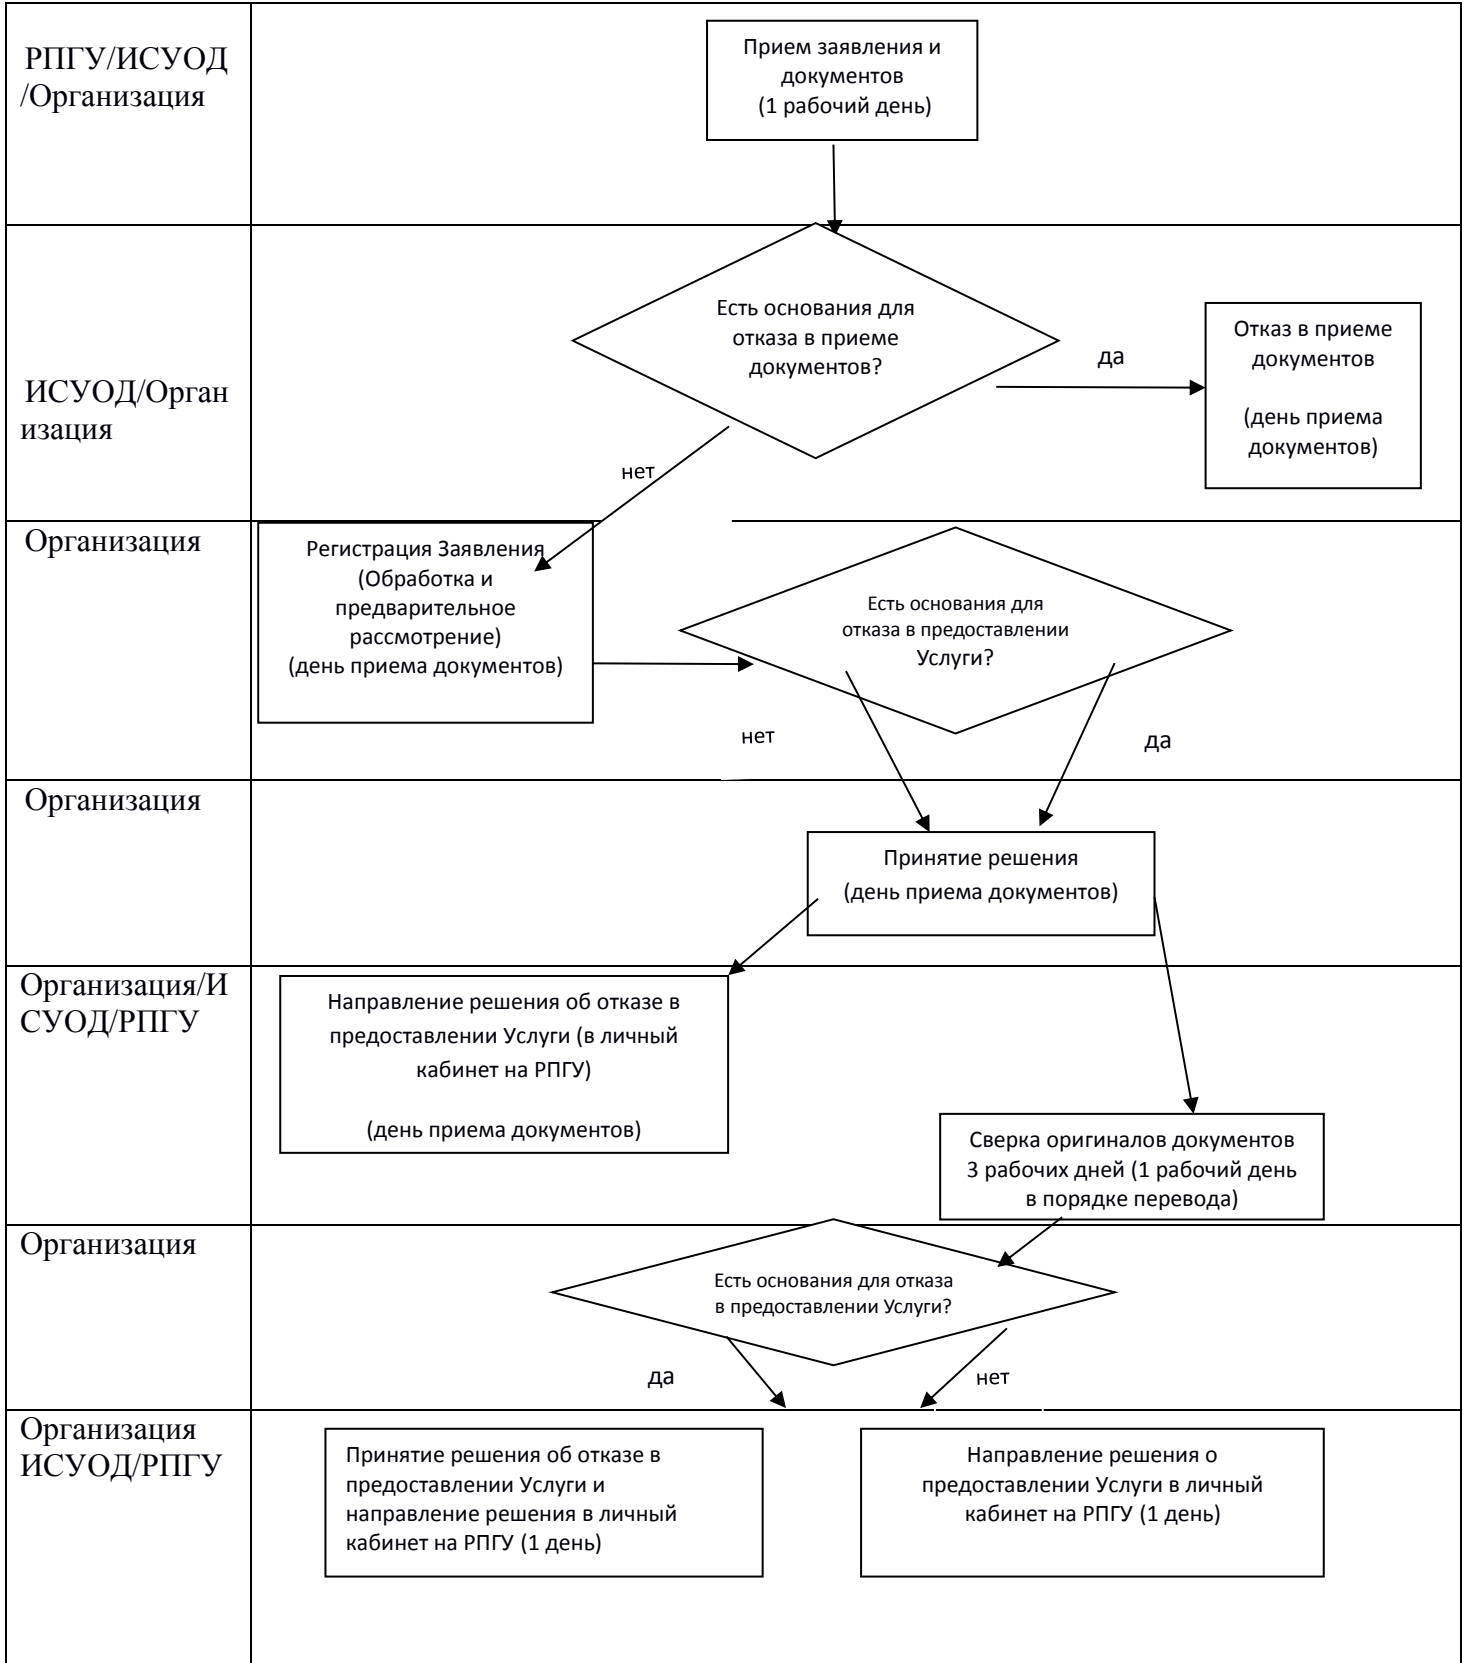 РПГУ/ИСУОД
/Организация
Прием заявления и
документов
(1 рабочий день)
ИСУОД/Орган
изация
Есть основания для
отказа в приеме
документов?
да
Отказ в приеме
документов
(день приема
документов)
нет
Организация
Регистрация Заявления
(Обработка и
предварительное
рассмотрение)
(день приема документов)
Есть основания для
отказа в предоставлении
Услуги?
нет
да
Организация
Принятие решения
(день приема документов)
Организация/И
СУОД/РПГУ
Направление решения об отказе в
предоставлении Услуги (в личный
кабинет на РПГУ)
(день приема документов)
Сверка оригиналов документов
3 рабочих дней (1 рабочий день
в порядке перевода)
Организация
Есть основания для отказа
в предоставлении Услуги?
да
нет
Организация
ИСУОД/РПГУ
Принятие решения об отказе в
предоставлении Услуги и
направление решения в личный
кабинет на РПГУ (1 день)
Направление решения о
предоставлении Услуги в личный
кабинет на РПГУ (1 день)